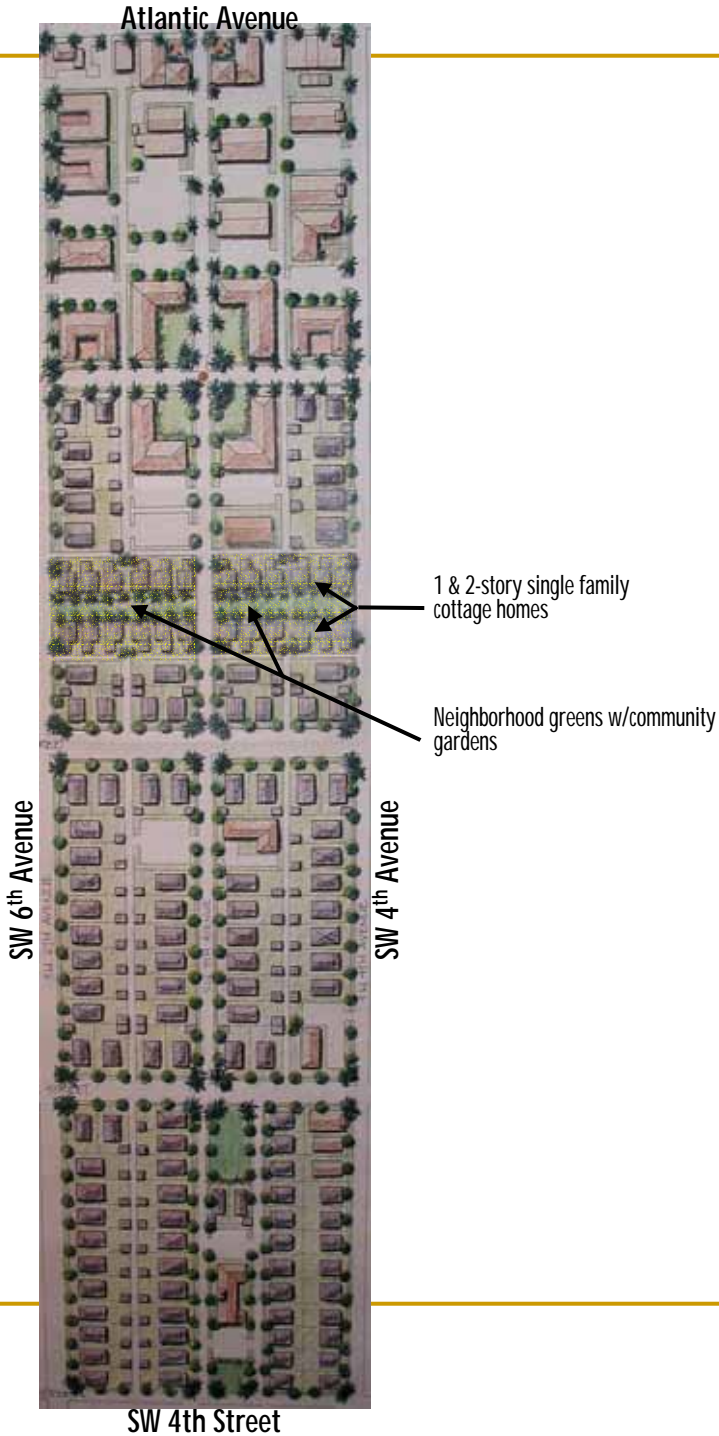 Atlantic Avenue
1 & 2-story single family
cottage homes
Neighborhood greens w/community
gardens
SW 6th Avenue
SW 4th Avenue
SW 4th Street